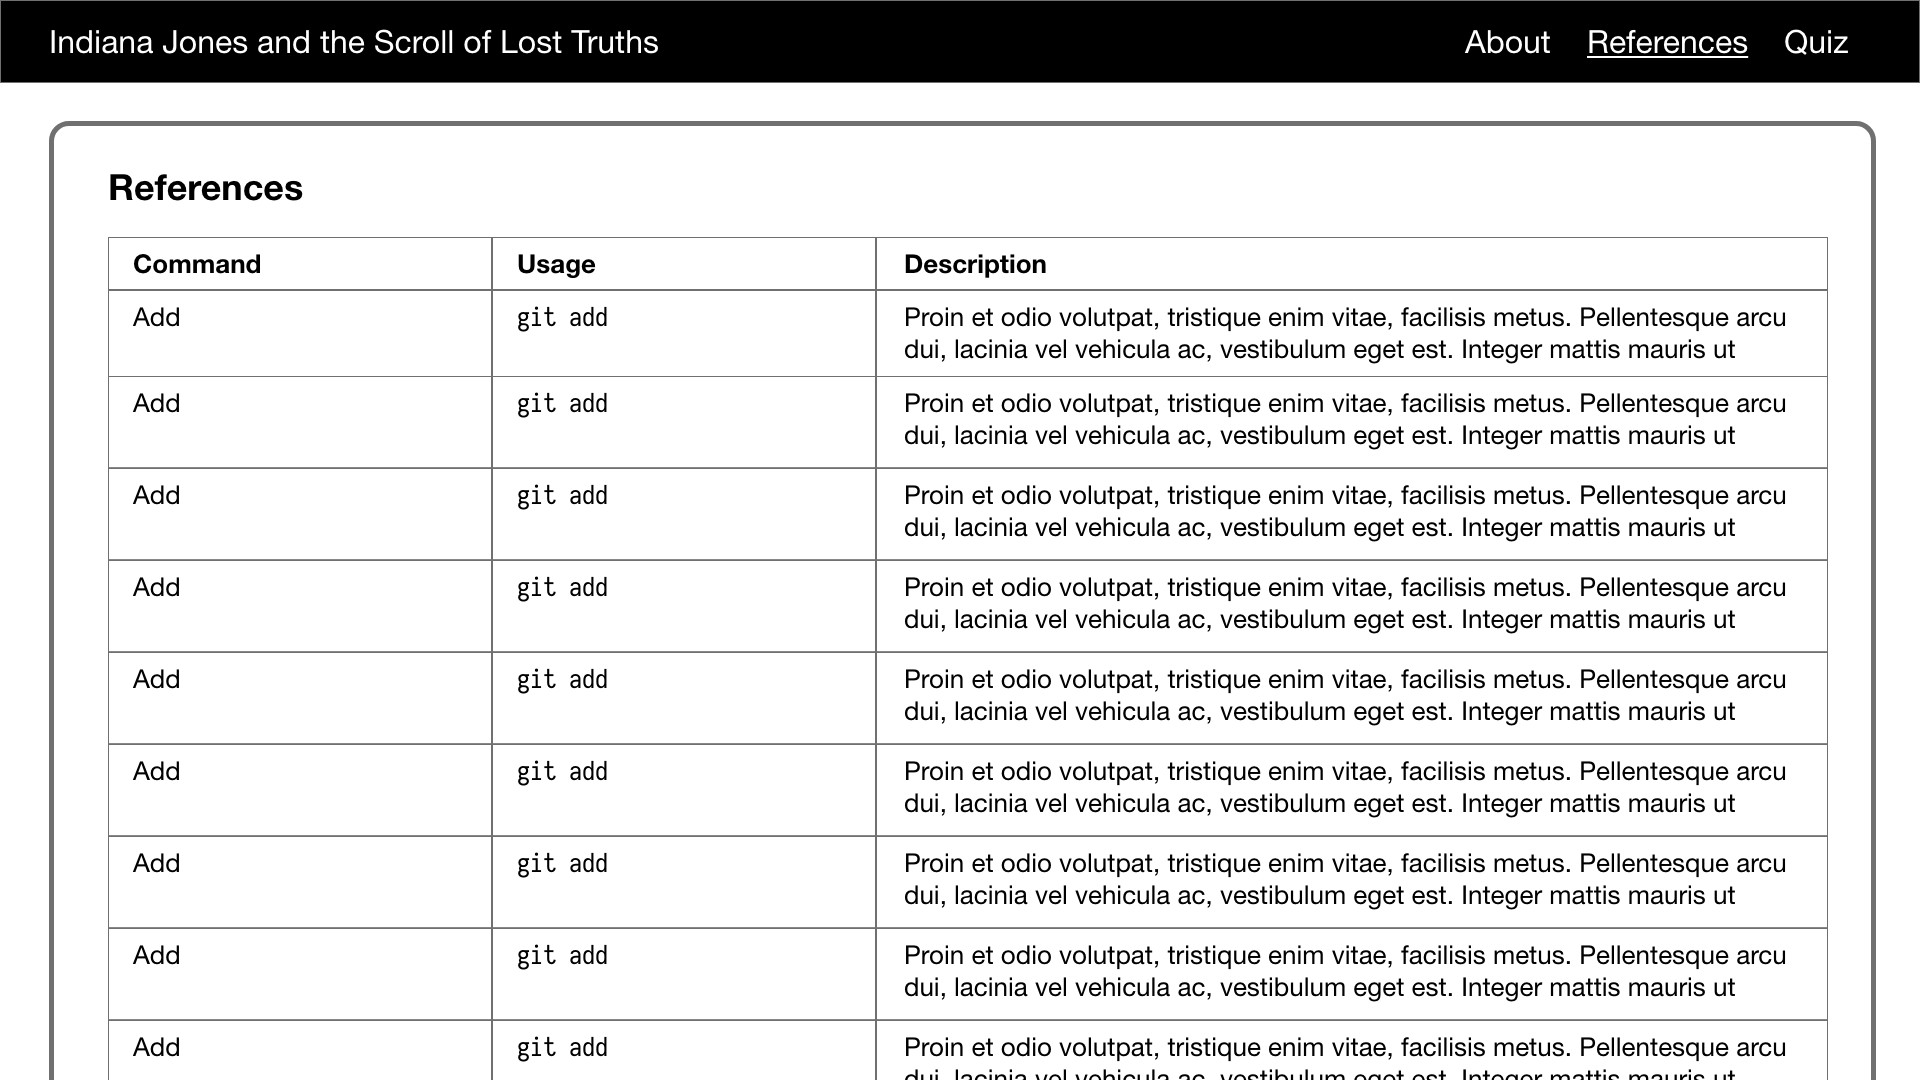 Indiana Jones and the Scroll of Lost Truths About References Quiz
References
Command Usage Description
Add git add Proin et odio volutpat, tristique enim vitae, facilisis metus. Pellentesque arcu
dui, lacinia vel vehicula ac, vestibulum eget est. Integer mattis mauris ut
Add git add Proin et odio volutpat, tristique enim vitae, facilisis metus. Pellentesque arcu
dui, lacinia vel vehicula ac, vestibulum eget est. Integer mattis mauris ut
Add git add Proin et odio volutpat, tristique enim vitae, facilisis metus. Pellentesque arcu
dui, lacinia vel vehicula ac, vestibulum eget est. Integer mattis mauris ut
Add git add Proin et odio volutpat, tristique enim vitae, facilisis metus. Pellentesque arcu
dui, lacinia vel vehicula ac, vestibulum eget est. Integer mattis mauris ut
Add git add Proin et odio volutpat, tristique enim vitae, facilisis metus. Pellentesque arcu
dui, lacinia vel vehicula ac, vestibulum eget est. Integer mattis mauris ut
Add git add Proin et odio volutpat, tristique enim vitae, facilisis metus. Pellentesque arcu
dui, lacinia vel vehicula ac, vestibulum eget est. Integer mattis mauris ut
Add git add Proin et odio volutpat, tristique enim vitae, facilisis metus. Pellentesque arcu
dui, lacinia vel vehicula ac, vestibulum eget est. Integer mattis mauris ut
Add git add Proin et odio volutpat, tristique enim vitae, facilisis metus. Pellentesque arcu
dui, lacinia vel vehicula ac, vestibulum eget est. Integer mattis mauris ut
Add git add Proin et odio volutpat, tristique enim vitae, facilisis metus. Pellentesque arcu
dui, lacinia vel vehicula ac, vestibulum eget est. Integer mattis mauris ut